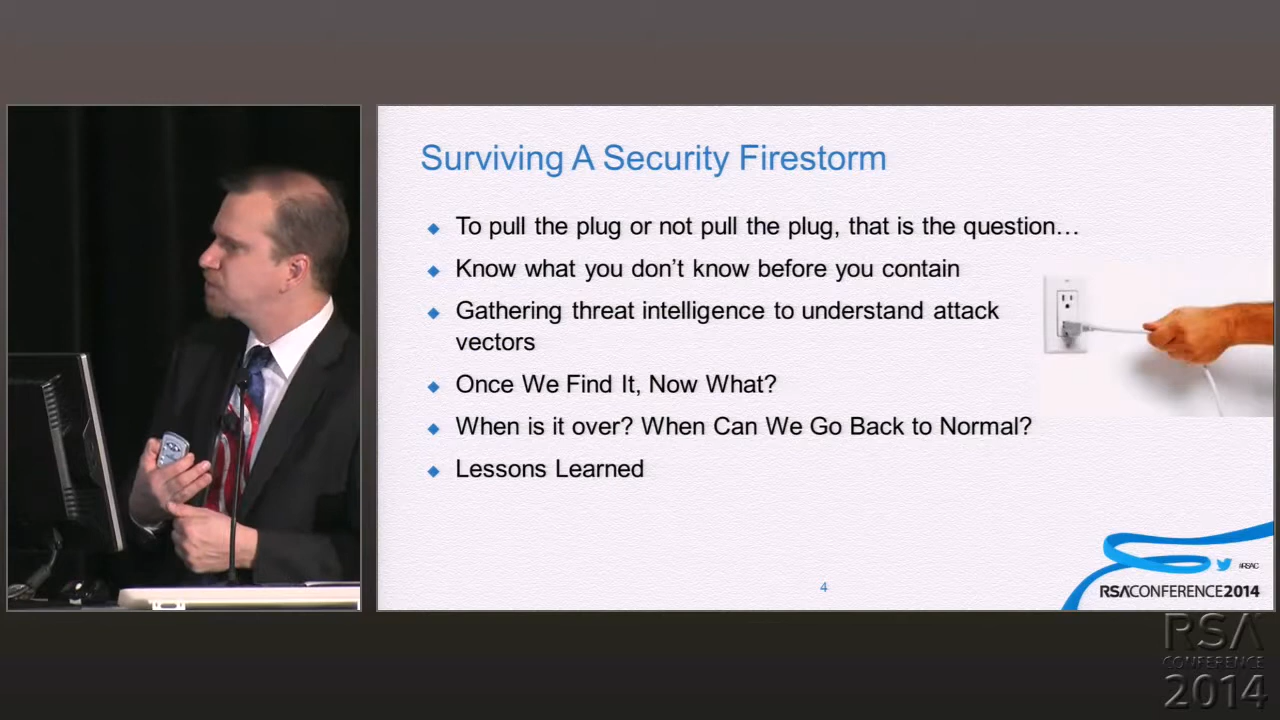 Surviving A Security Firestorm
To pull the plug or not pull the plug, that is the question…
Know what you don't know before you contain
Gathering threat intelligence to understand attack
vectors
Once We Find It, Now What?
When is it over? When Can We Go Back to Normal?
Lessons Learned
#RSAC
4
RSACONFERENCE2014
RSA
CONFERENCE
2014